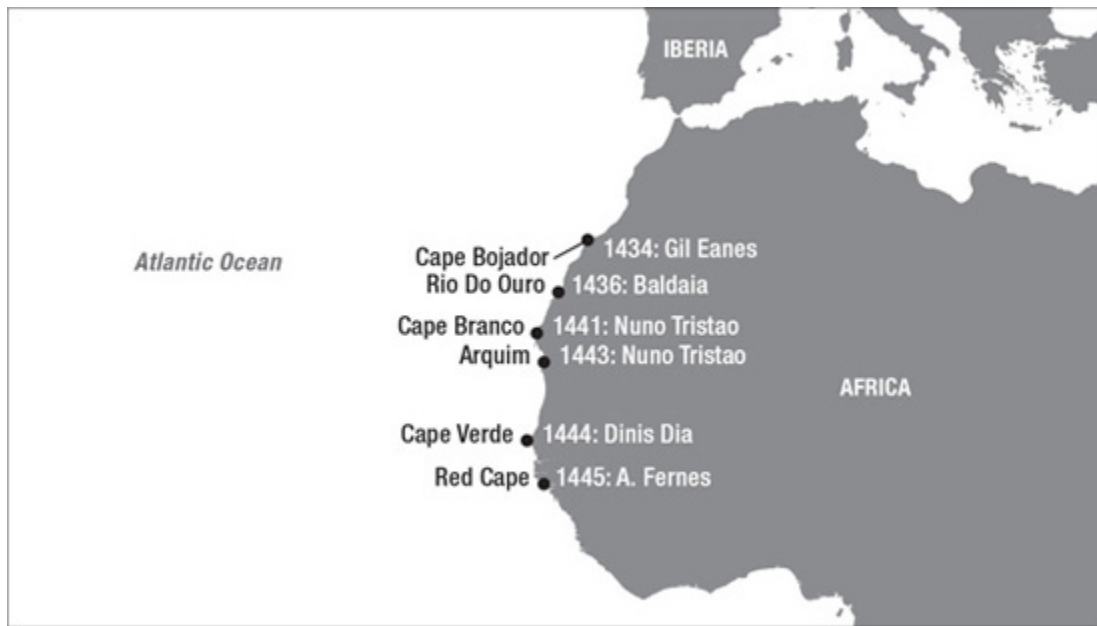 IBERIA
Atlantic Ocean
Cape Bojador
1434: Gil Eanes
Rio Do Ouro
1436: Baldaia
Cape Branco
1441: Nuno Tristao
Arquim
1443: Nuno Tristao
AFRICA
Cape Verde
1444: Dinis Dia
Red Cape
1445: A. Fernes